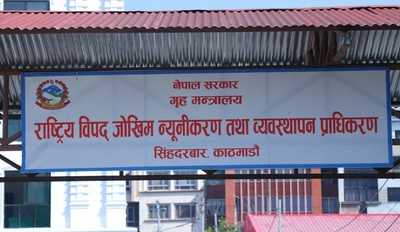 नेपाल सरकार
गृह मन्त्रालय
राष्ट्रिय विपद् जोखिम न्यूनीकरण तथा व्यवस्थापन प्राधिकरण
सिंहदरबार, काठमाडौं